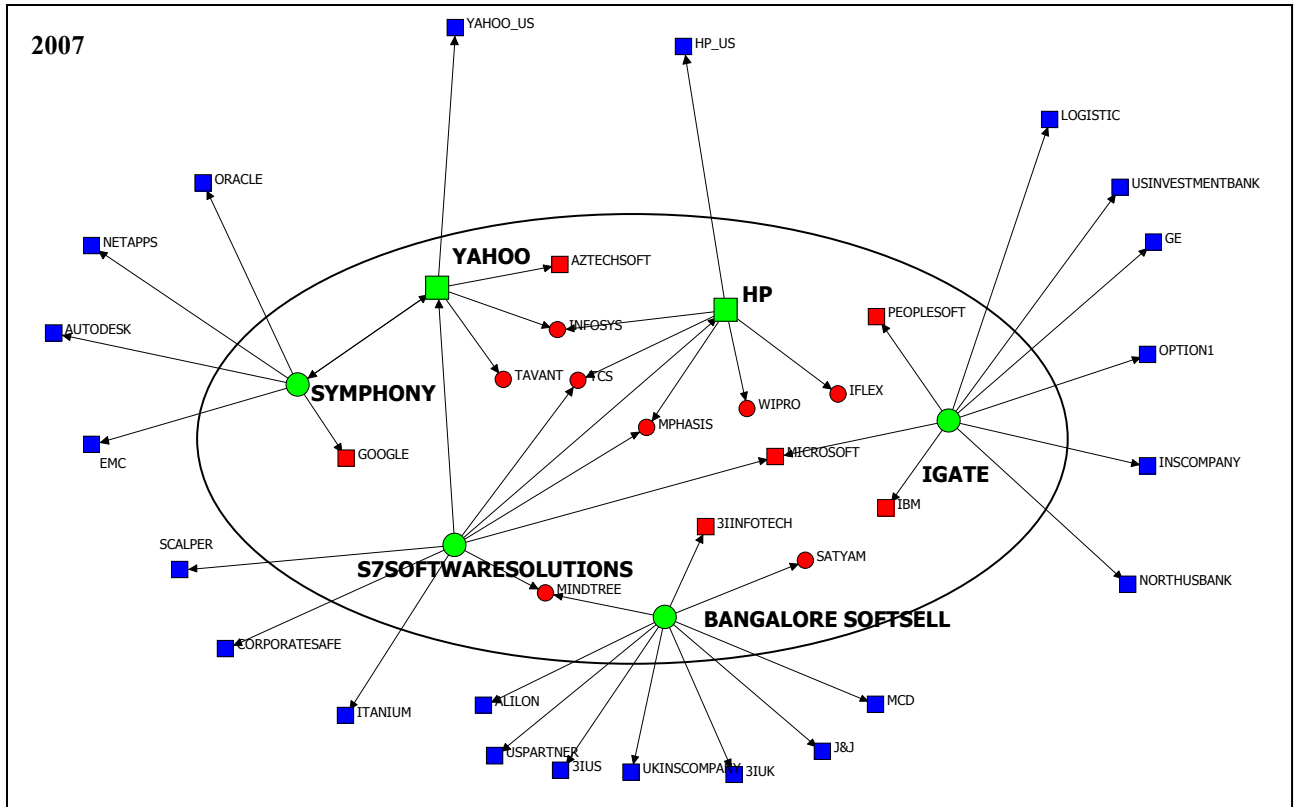 YAHOO_US
2007
HP_US
LOGISTIC
ORACLE
USINVESTMENTBANK
NETAPPS
GE
YAHOO
AZTECHSOFT
HP
PEOPLESOFT
INFOSYS
AUTODESK
OPTION1
TAVANT
TCS
SYMPHONY
IFLEX
WIPRO
MPHASIS
GOOGLE
MICROSOFT
EMC
INSCOMPANY
IGATE
IBM
3IINFOTECH
SCALPER
SATYAM
S7SOFTWARESOLUTIONS
NORTHUSBANK
MINDTREE
BANGALORE SOFTSELL
CORPORATESAFE
ALILON
MCD
ITANIUM
J&J
USPARTNER
3IUS
UKINSCOMPANY
3IUK